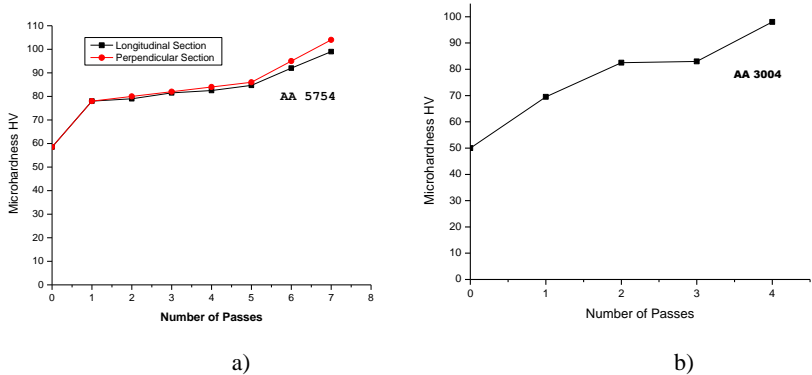 110
100
90
80
70
60
50
40
30
20
10
0
Microhardness HV
Longitudinal Section
Perpendicular Section
AA 5754
0 1 2 3 4 5 6 7 8
Number of Passes
a)
100
90
80
70
60
50
40
30
20
10
0
Microhardness HV
AA 3004
0 1 2 3 4
Number of Passes
b)